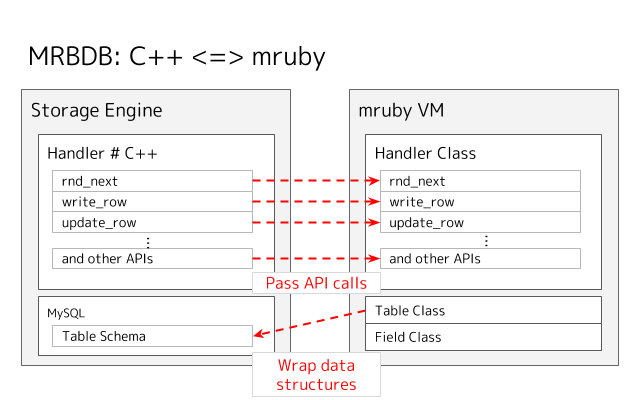 MRBDB: C++ <=> mruby
Storage Engine
Handler # C++
rnd_next
write_row
update_row
and other APIs
MySQL
Table Schema
mruby VM
Handler Class
rnd_next
write_row
update_row
and other APIs
Table Class
Field Class
Pass API calls
Wrap data
structures